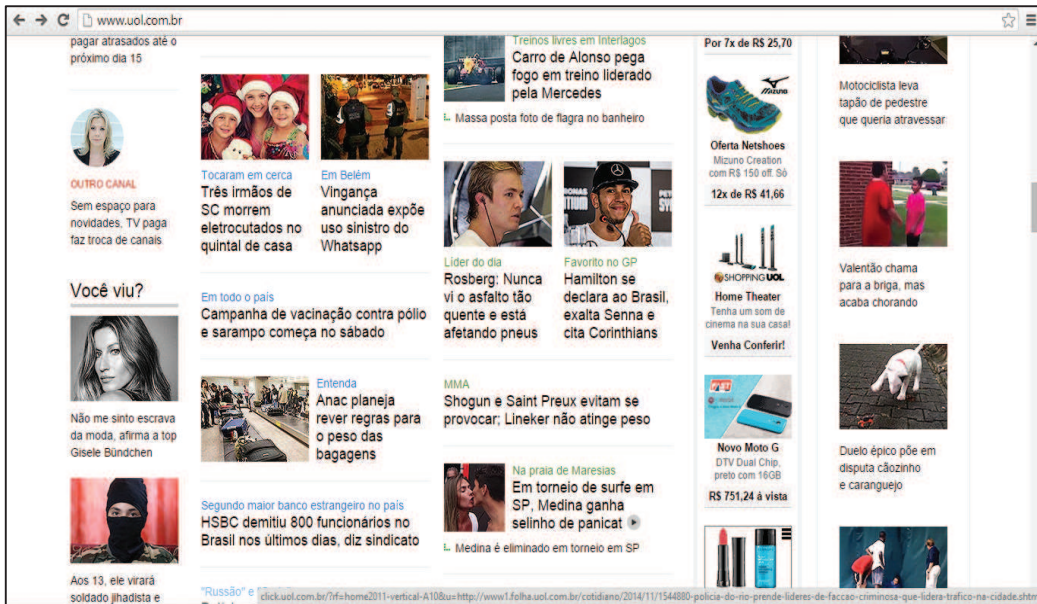 www.uol.com.br
pagar atrasados até o
próximo dia 15
OUTRO CANAL
Sem espaço para
novidades, TV paga
faz troca de canais
Você viu?
Não me sinto escrava
da moda, afirma a top
Gisele Bündchen
Aos 13, ele virará
soldado jihadista e
Tocaram em cerca
Três irmãos de
SC morrem
eletrocutados no
quintal de casa
Em Belém
Vingança
anunciada expõe
uso sinistro do
Whatsapp
Em todo o país
Campanha de vacinação contra pólio
e sarampo começa no sábado
Entenda
Anac planeja
rever regras para
o peso das
bagagens
Segundo maior banco estrangeiro no país
HSBC demitiu 800 funcionários no
Brasil nos últimos dias, diz sindicato
"Russão" e
Treinos livres em Interlagos
Carro de Alonso pega
fogo em treino liderado
pela Mercedes
Massa posta foto de flagra no banheiro
Líder do dia
Rosberg: Nunca
vi o asfalto tão
quente e está
afetando pneus
Favorito no GP
Hamilton se
declara ao Brasil,
exalta Senna e
cita Corinthians
MMA
Shogun e Saint Preux evitam se
provocar; Lineker não atinge peso
Na praia de Maresias
Em torneio de surfe em
SP, Medina ganha
selinho de panicat
Medina é eliminado em torneio em SP
Por 7x de R$ 25,70
MIZUNO
Oferta Netshoes
Mizuno Creation
com R$ 150 off. Só
12x de R$ 41,66
SHOPPING UOL
Home Theater
Tenha um som de
cinema na sua casa!
Venha Conferir!
Novo Moto G
DTV Dual Chip,
preto com 16GB
R$ 751,24 à vista
Motociclista leva
tapão de pedestre
que queria atravessar
Valentão chama
para a briga, mas
acaba chorando
Duelo épico põe em
disputa cãozinho
e caranguejo
click.uol.com.br/?rf=home2011-vertical-A10&u=http://www1.folha.uol.com.br/cotidiano/2014/11/1544880-policia-do-rio-prende-lideres-de-faccao-criminosa-que-lidera-trafico-na-cidade.shtm